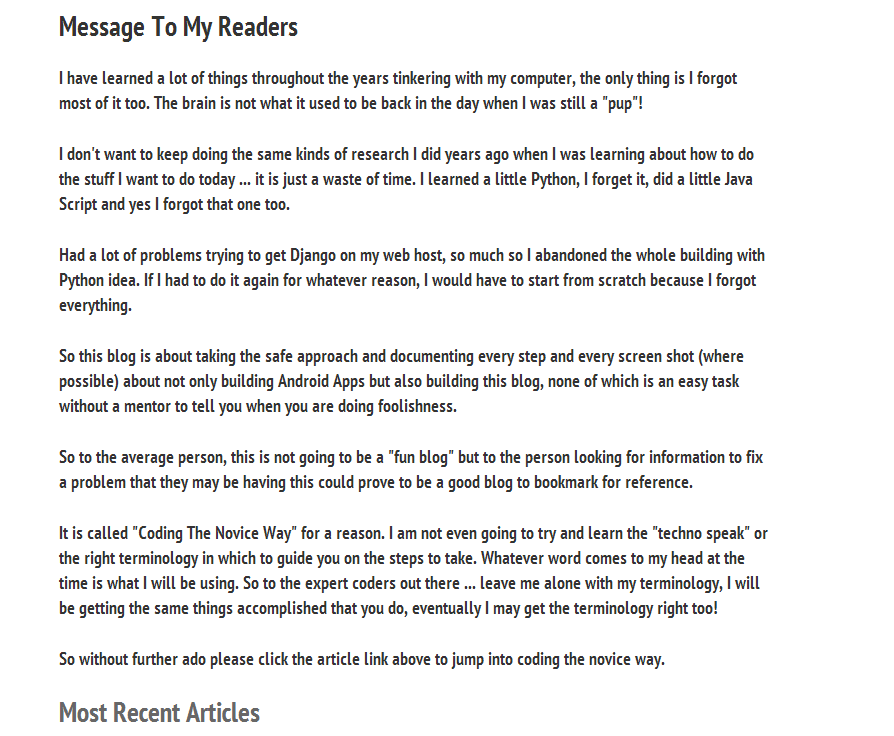 Message To My Readers
I have learned a lot of things throughout the years tinkering with my computer, the only thing is I forgot
most of it too. The brain is not what it used to be back in the day when I was still a "pup"!
I don't want to keep doing the same kinds of research I did years ago when I was learning about how to do
the stuff I want to do today ... it is just a waste of time. I learned a little Python, I forget it, did a little Java
Script and yes I forgot that one too.
Had a lot of problems trying to get Django on my web host, so much so I abandoned the whole building with
Python idea. If I had to do it again for whatever reason, I would have to start from scratch because I forgot
everything.
So this blog is about taking the safe approach and documenting every step and every screen shot (where
possible) about not only building Android Apps but also building this blog, none of which is an easy task
without a mentor to tell you when you are doing foolishness.
So to the average person, this is not going to be a "fun blog" but to the person looking for information to fix
a problem that they may be having this could prove to be a good blog to bookmark for reference.
It is called "Coding The Novice Way" for a reason. I am not even going to try and learn the "techno speak" or
the right terminology in which to guide you on the steps to take. Whatever word comes to my head at the
time is what I will be using. So to the expert coders out there ... leave me alone with my terminology, I will
be getting the same things accomplished that you do, eventually I may get the terminology right too!
So without further ado please click the article link above to jump into coding the novice way.
Most Recent Articles